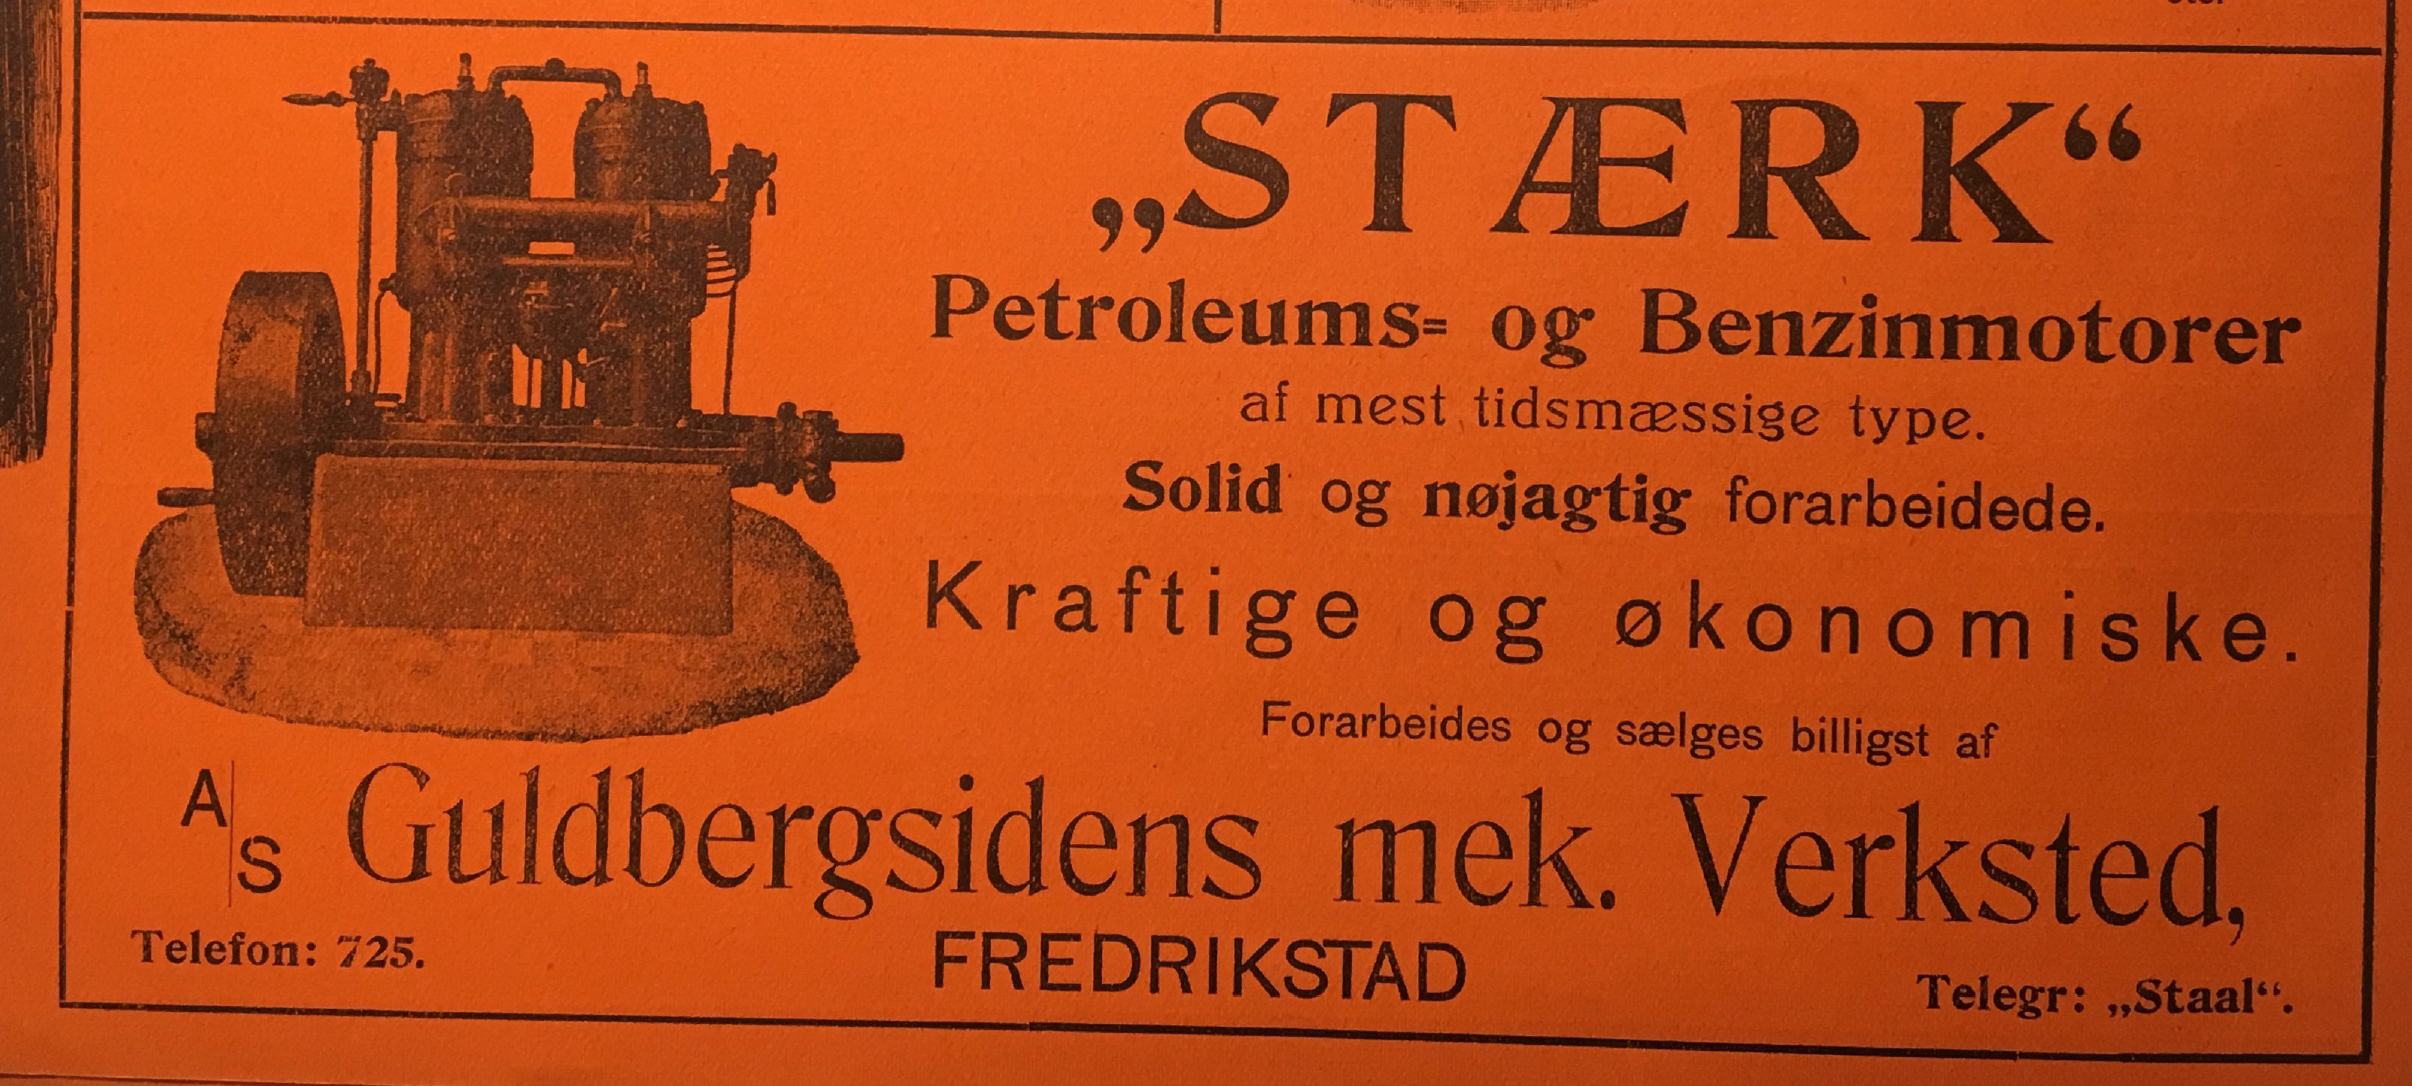 „STÆRK“
Petroleums= og Benzinmotorer
af mest tidsmæssige type.
Solid og nøjagtig forarbeidede.
Kraftige og økonomiske.
Forarbeides og sælges billigst af
A/S Guldbergsidens mek. Verksted,
Telefon: 725.
FREDRIKSTAD
Telegr: „Staal“.